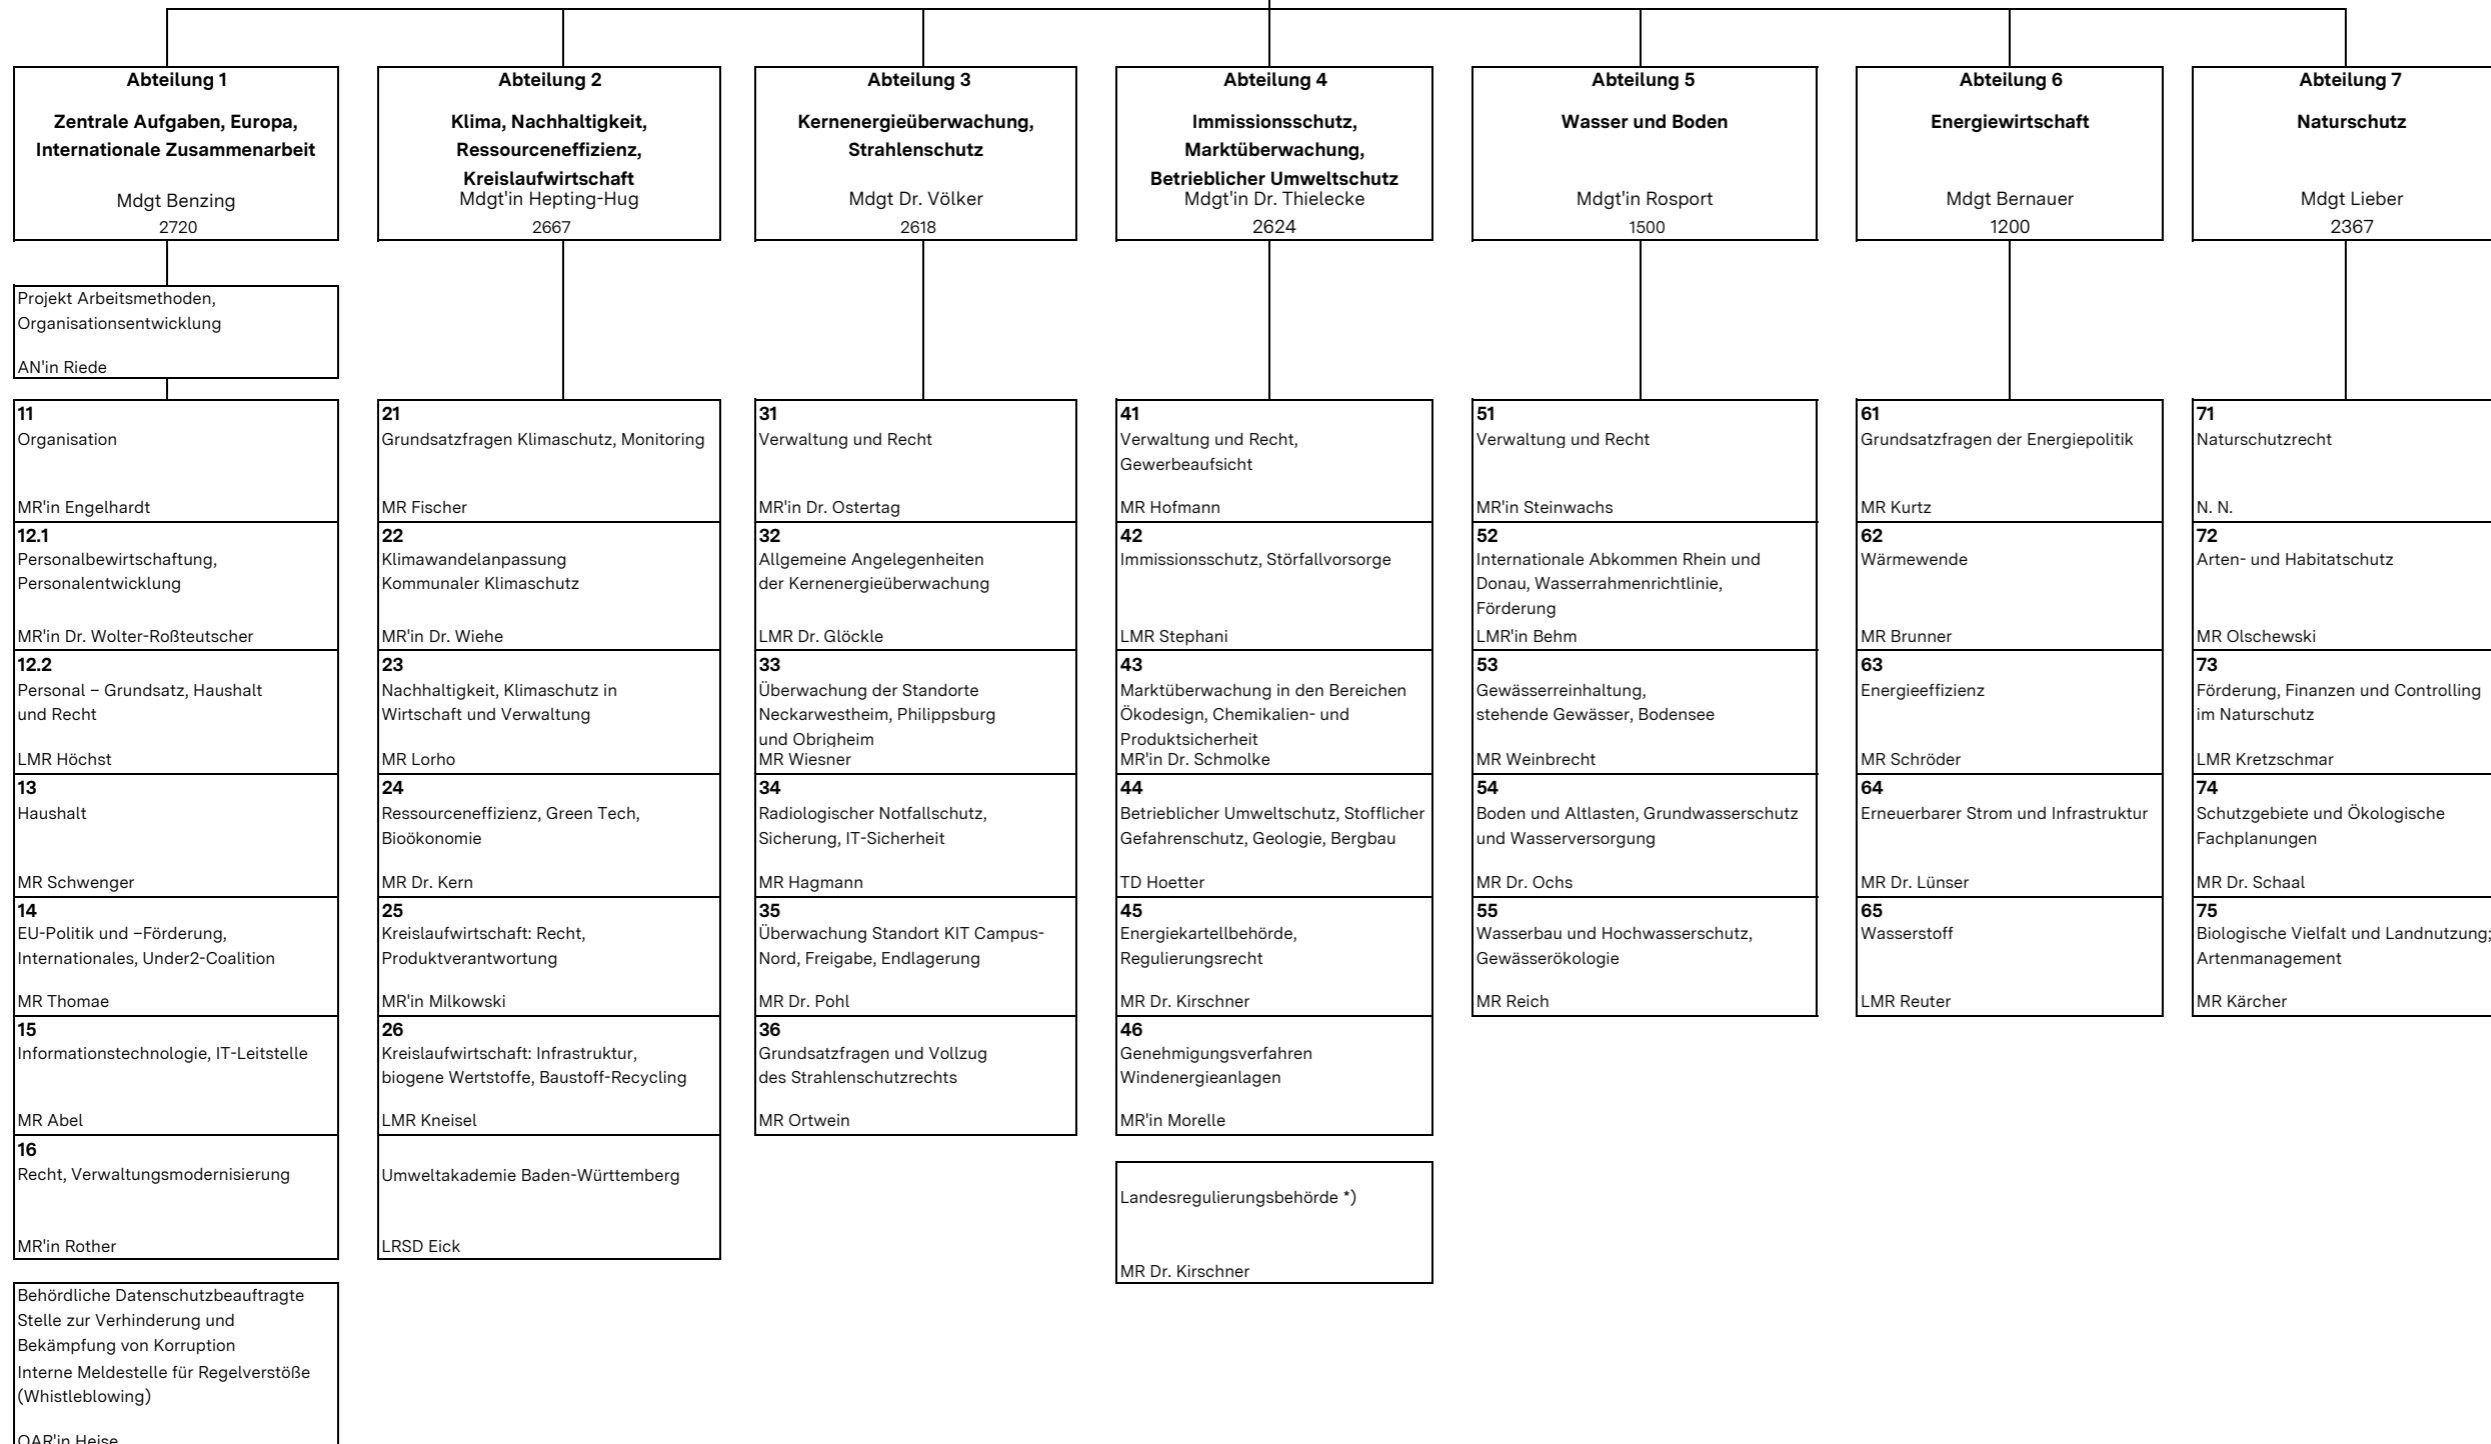 Abteilung 1
Zentrale Aufgaben, Europa,
Internationale Zusammenarbeit
Mdgt Benzing
2720
Projekt Arbeitsmethoden,
Organisationsentwicklung
AN'in Riede
11
Organisation
MR'in Engelhardt
12.1
Personalbewirtschaftung,
Personalentwicklung
MR'in Dr. Wolter-Roßteutscher
12.2
Personal – Grundsatz, Haushalt
und Recht
LMR Höchst
13
Haushalt
MR Schwenger
14
EU-Politik und –Förderung,
Internationales, Under2-Coalition
MR Thomae
15
Informationstechnologie, IT-Leitstelle
MR Abel
16
Recht, Verwaltungsmodernisierung
MR'in Rother
Behördliche Datenschutzbeauftragte
Stelle zur Verhinderung und
Bekämpfung von Korruption
Interne Meldestelle für Regelverstöße
(Whistleblowing)
OAR'in Heise
Abteilung 2
Klima, Nachhaltigkeit,
Ressourceneffizienz,
Kreislaufwirtschaft
Mdgt'in Hepting-Hug
2667
21
Grundsatzfragen Klimaschutz, Monitoring
MR Fischer
22
Klimawandelanpassung
Kommunaler Klimaschutz
MR'in Dr. Wiehe
23
Nachhaltigkeit, Klimaschutz in
Wirtschaft und Verwaltung
MR Lorho
24
Ressourceneffizienz, Green Tech,
Bioökonomie
MR Dr. Kern
25
Kreislaufwirtschaft: Recht,
Produktverantwortung
MR'in Milkowski
26
Kreislaufwirtschaft: Infrastruktur,
biogene Wertstoffe, Baustoff-Recycling
LMR Kneisel
Umweltakademie Baden-Württemberg
LRSD Eick
Abteilung 3
Kernenergieüberwachung,
Strahlenschutz
Mdgt Dr. Völker
2618
31
Verwaltung und Recht
MR'in Dr. Ostertag
32
Allgemeine Angelegenheiten
der Kernenergieüberwachung
LMR Dr. Glöckle
33
Überwachung der Standorte
Neckarwestheim, Philippsburg
und Obrigheim
MR Wiesner
34
Radiologischer Notfallschutz,
Sicherung, IT-Sicherheit
MR Hagmann
35
Überwachung Standort KIT Campus-
Nord, Freigabe, Endlagerung
MR Dr. Pohl
36
Grundsatzfragen und Vollzug
des Strahlenschutzrechts
MR Ortwein
Abteilung 4
Immissionsschutz,
Marktüberwachung,
Betrieblicher Umweltschutz
Mdgt'in Dr. Thielecke
2624
41
Verwaltung und Recht,
Gewerbeaufsicht
MR Hofmann
42
Immissionsschutz, Störfallvorsorge
LMR Stephani
43
Marktüberwachung in den Bereichen
Ökodesign, Chemikalien- und
Produktsicherheit
MR'in Dr. Schmolke
44
Betrieblicher Umweltschutz, Stofflicher
Gefahrenschutz, Geologie, Bergbau
TD Hoetter
45
Energiekartellbehörde,
Regulierungsrecht
MR Dr. Kirschner
46
Genehmigungsverfahren
Windenergieanlagen
MR'in Morelle
Landesregulierungsbehörde *)
MR Dr. Kirschner
Abteilung 5
Wasser und Boden
Mdgt'in Rosport
1500
51
Verwaltung und Recht
MR'in Steinwachs
52
Internationale Abkommen Rhein und
Donau, Wasserrahmenrichtlinie,
Förderung
LMR'in Behm
53
Gewässerreinhaltung,
stehende Gewässer, Bodensee
MR Weinbrecht
54
Boden und Altlasten, Grundwasserschutz
und Wasserversorgung
MR Dr. Ochs
55
Wasserbau und Hochwasserschutz,
Gewässerökologie
MR Reich
Abteilung 6
Energiewirtschaft
Mdgt Bernauer
1200
61
Grundsatzfragen der Energiepolitik
MR Kurtz
62
Wärmewende
MR Brunner
63
Energieeffizienz
MR Schröder
64
Erneuerbarer Strom und Infrastruktur
MR Dr. Lünser
65
Wasserstoff
LMR Reuter
Abteilung 7
Naturschutz
Mdgt Lieber
2367
71
Naturschutzrecht
N. N.
72
Arten- und Habitatschutz
MR Olschewski
73
Förderung, Finanzen und Controlling
im Naturschutz
LMR Kretzschmar
74
Schutzgebiete und Ökologische
Fachplanungen
MR Dr. Schaal
75
Biologische Vielfalt und Landnutzung;
Artenmanagement
MR Kärcher